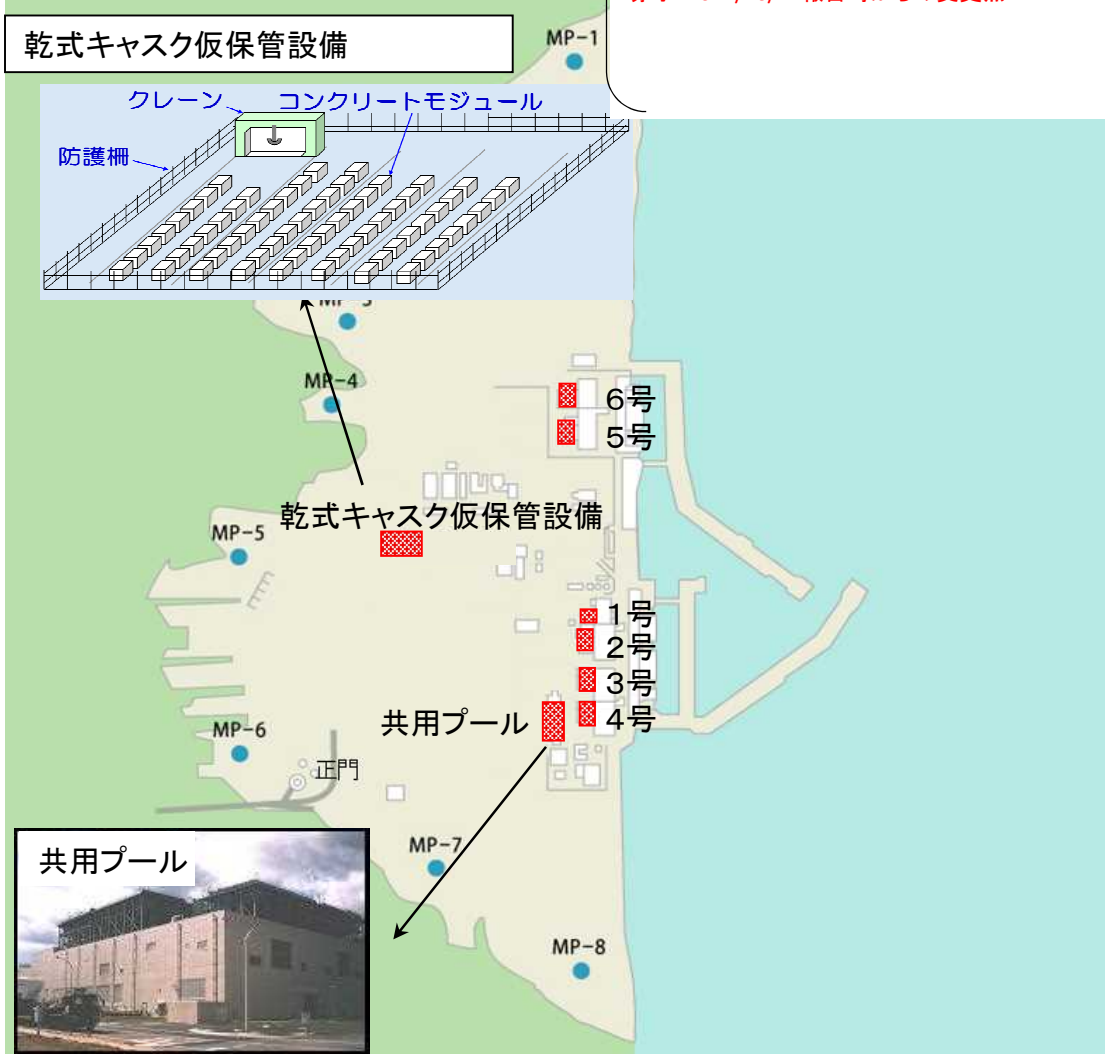 乾式キャスク仮保管設備
MP-1
クレーン
コンクリートモジュール
防護柵
MP-4
6号
5号
乾式キャスク仮保管設備
MP-5
1号
2号
3号
共用プール
4号
MP-6
正門
共用プール
MP-7
MP-8